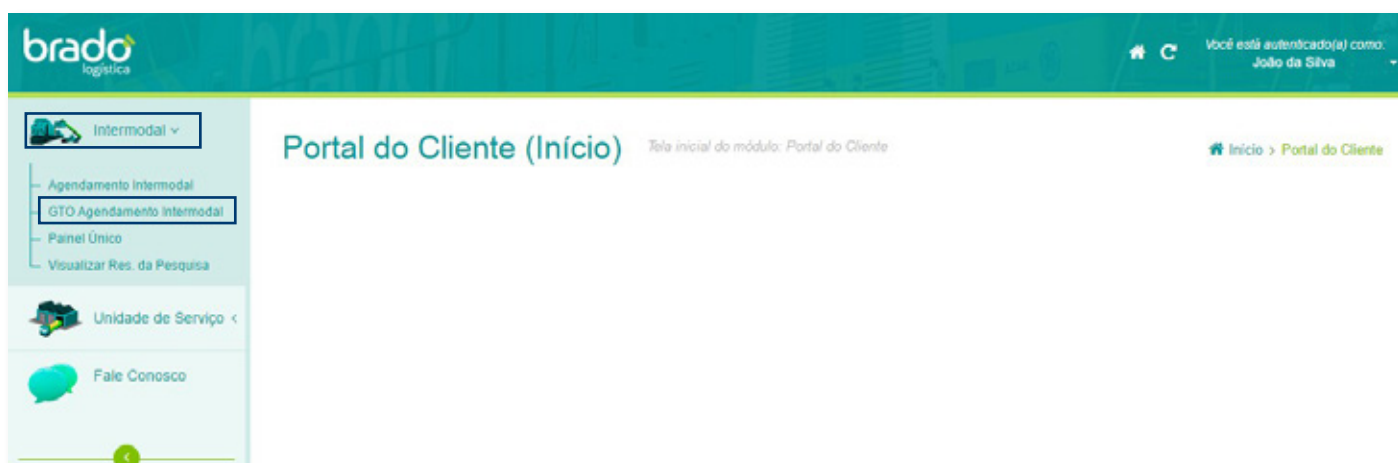 brado
logística
Você está autenticado(a) como:
João da Silva
Intermodal
Agendamento Intermodal
GTO Agendamento Intermodal
Painel Único
Visualizar Res. da Pesquisa
Unidade de Serviço
Fale Conosco
Portal do Cliente (Início) Tela inicial do módulo: Portal do Cliente
Início > Portal do Cliente